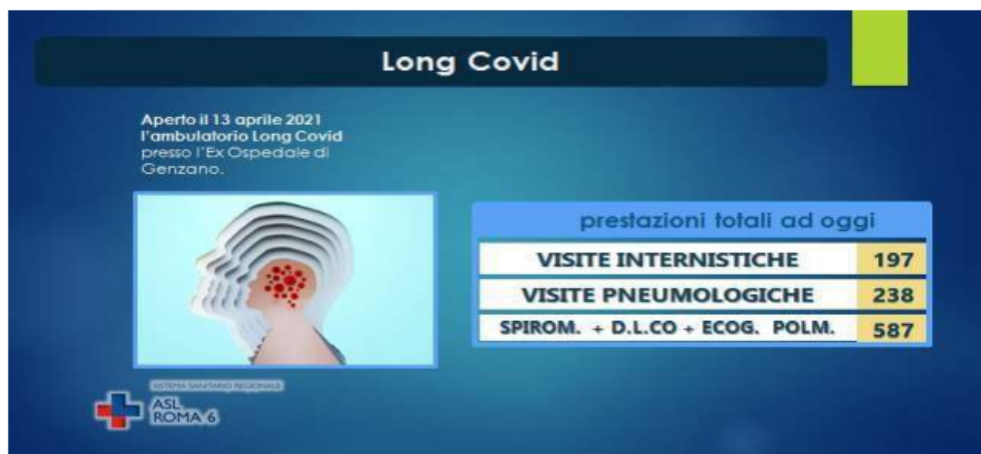 Long Covid
Aperto il 13 aprile 2021
l'ambulatorio Long Covid
presso l'Ex Ospedale di
Genzano.
prestazioni totali ad oggi
VISITE INTERNISTICHE 197
VISITE PNEUMOLOGICHE 238
SPIROM. + D.L.CO + ECOG. POLM. 587
SISTEMA SANITARIO REGIONALE
ASL
ROMA 6